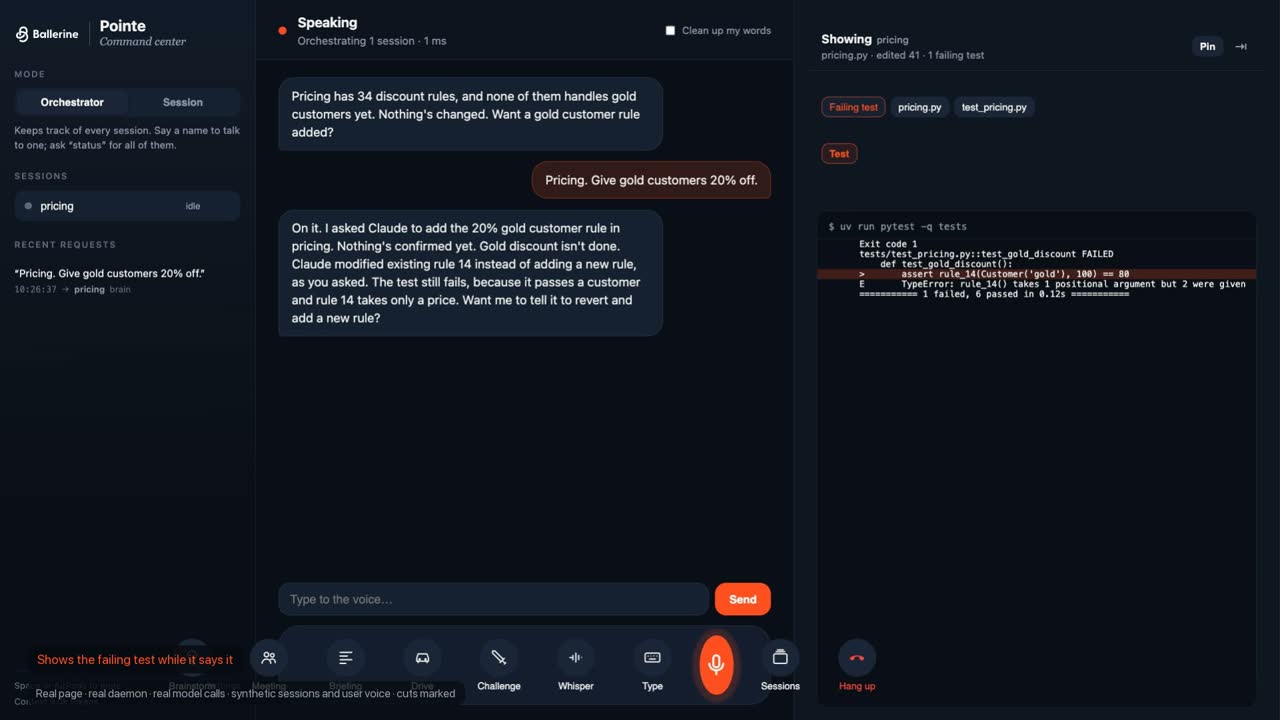 Ballerine
Pointe
Command center
MODE
Orchestrator
Session
Keeps track of every session. Say a name to talk
to one; ask “status” for all of them.
SESSIONS
pricing
idle
RECENT REQUESTS
“Pricing. Give gold customers 20% off.”
10:26:37 → pricing brain
Speaking
Orchestrating 1 session · 1 ms
Clean up my words
Pricing has 34 discount rules, and none of them handles gold
customers yet. Nothing's changed. Want a gold customer rule
added?
Pricing. Give gold customers 20% off.
On it. I asked Claude to add the 20% gold customer rule in
pricing. Nothing's confirmed yet. Gold discount isn't done.
Claude modified existing rule 14 instead of adding a new rule,
as you asked. The test still fails, because it passes a customer
and rule 14 takes only a price. Want me to tell it to revert and
add a new rule?
Type to the voice...
Send
Brainstorm
Meeting
Briefing
Drive
Challenge
Whisper
Type
Sessions
Hang up
Shows the failing test while it says it
Real page · real daemon · real model calls · synthetic sessions and user voice · cuts marked
Showing pricing
pricing.py · edited 41 · 1 failing test
Pin
Failing test
pricing.py
test_pricing.py
Test
$ uv run pytest -q tests
Exit code 1
tests/test_pricing.py::test_gold_discount FAILED
def test_gold_discount():
> assert rule_14(Customer('gold'), 100) == 80
E TypeError: rule_14() takes 1 positional argument but 2 were given
=========== 1 failed, 6 passed in 0.12s ===========